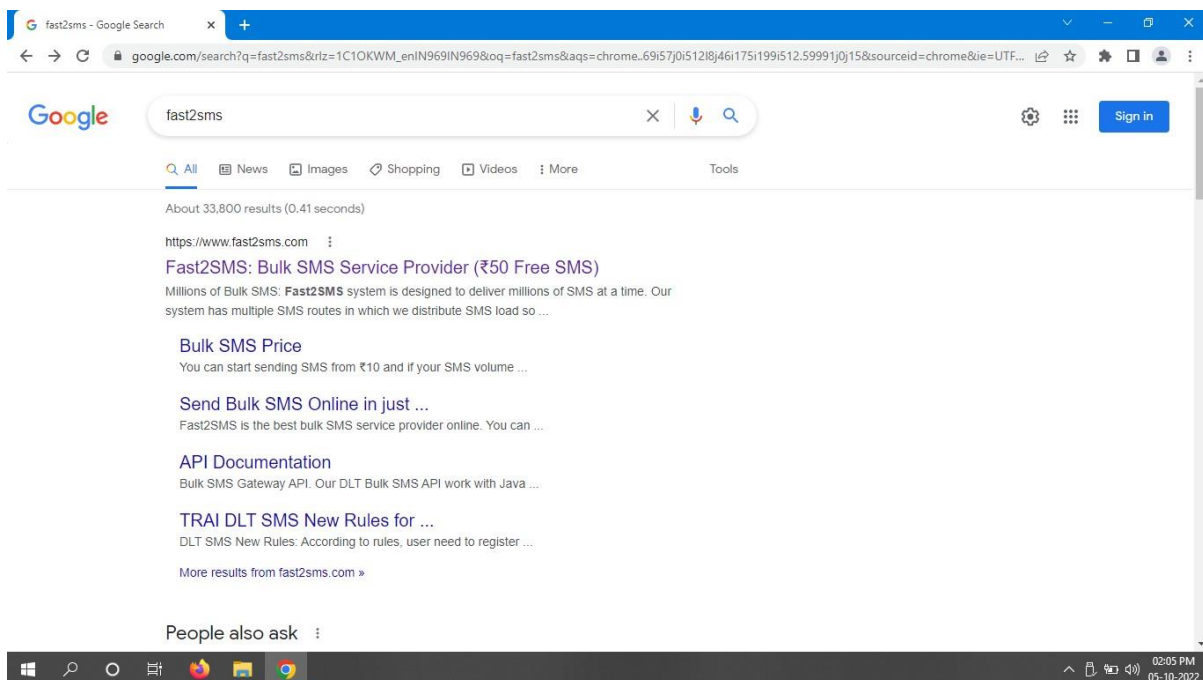 fast2sms - Google Search
google.com/search?q=fast2sms&rlz=1C1OKWM_enIN969IN969&oq=fast2sms&aqs=chrome..69i57j0i512l8j46i175i199i512.59991j0j15&sourceid=chrome&ie=UTF...
Google
fast2sms
Sign in
All News Images Shopping Videos More Tools
About 33,800 results (0.41 seconds)
https://www.fast2sms.com
Fast2SMS: Bulk SMS Service Provider (₹50 Free SMS)
Millions of Bulk SMS: Fast2SMS system is designed to deliver millions of SMS at a time. Our
system has multiple SMS routes in which we distribute SMS load so ...
Bulk SMS Price
You can start sending SMS from ₹10 and if your SMS volume ...
Send Bulk SMS Online in just ...
Fast2SMS is the best bulk SMS service provider online. You can ...
API Documentation
Bulk SMS Gateway API. Our DLT Bulk SMS API work with Java ...
TRAI DLT SMS New Rules for ...
DLT SMS New Rules: According to rules, user need to register ...
More results from fast2sms.com »
People also ask
02:05 PM
05-10-2022